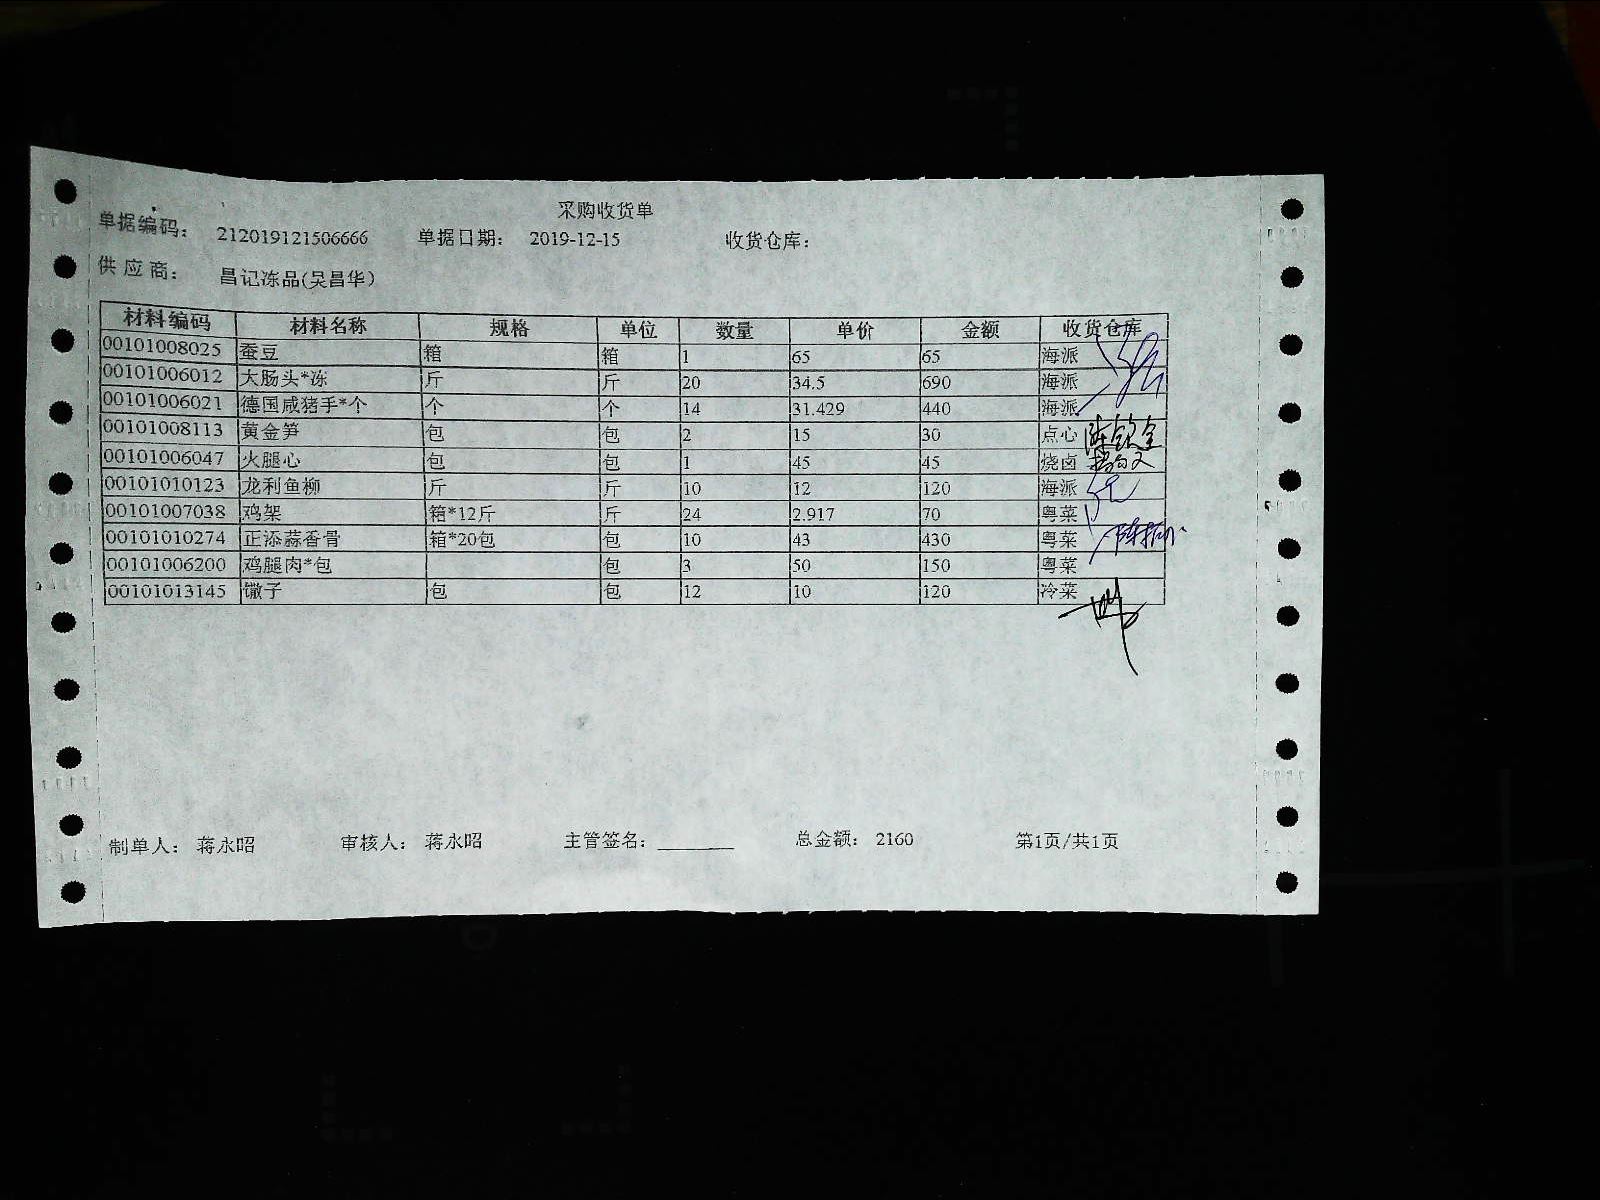 采购收货单
单据编码: 212019121506666 单据日期: 2019-12-15 收货仓库:
供应商: 昌记冻品(吴昌华)
材料编码 材料名称 规格 单位 数量 单价 金额 收货仓库
00101008025 蚕豆 箱 箱 1 65 65 海派
00101006012 大肠头*冻 斤 斤 20 34.5 690 海派
00101006021 德国咸猪手*个 个 个 14 31.429 440 海派
00101008113 黄金笋 包 包 2 15 30 点心
00101006047 火腿心 包 包 1 45 45 烧卤
00101010123 龙利鱼柳 斤 斤 10 12 120 海派
00101007038 鸡架 箱*12斤 斤 24 2.917 70 粤菜
00101010274 正添蒜香骨 箱*20包 包 10 43 430 粤菜
00101006200 鸡腿肉*包 包 3 50 150 粤菜
00101013145 馓子 包 包 12 10 120 冷菜
制单人: 蒋永昭 审核人: 蒋永昭 主管签名: 总金额: 2160 第1页/共1页